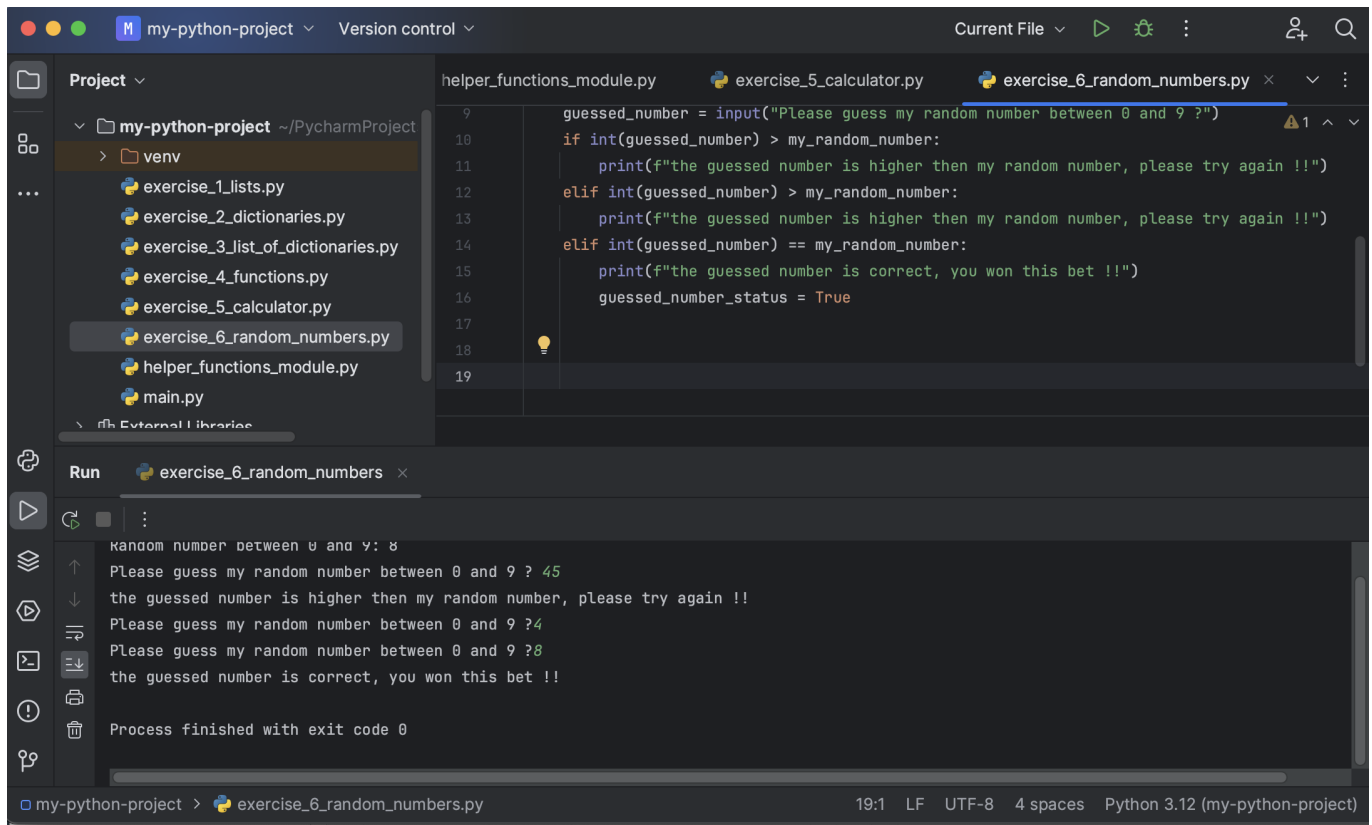 M my-python-project Version control Current File
Project
my-python-project ~/PycharmProject
venv
exercise_1_lists.py
exercise_2_dictionaries.py
exercise_3_list_of_dictionaries.py
exercise_4_functions.py
exercise_5_calculator.py
exercise_6_random_numbers.py
helper_functions_module.py
main.py
External Libraries
helper_functions_module.py exercise_5_calculator.py exercise_6_random_numbers.py
1
9 guessed_number = input("Please guess my random number between 0 and 9 ?")
10 if int(guessed_number) > my_random_number:
11 print(f"the guessed number is higher then my random number, please try again !!")
12 elif int(guessed_number) > my_random_number:
13 print(f"the guessed number is higher then my random number, please try again !!")
14 elif int(guessed_number) == my_random_number:
15 print(f"the guessed number is correct, you won this bet !!")
16 guessed_number_status = True
17
18
19
Run exercise_6_random_numbers
Random number between 0 and 9: 8
Please guess my random number between 0 and 9 ? 45
the guessed number is higher then my random number, please try again !!
Please guess my random number between 0 and 9 ?4
Please guess my random number between 0 and 9 ?8
the guessed number is correct, you won this bet !!
Process finished with exit code 0
my-python-project > exercise_6_random_numbers.py 19:1 LF UTF-8 4 spaces Python 3.12 (my-python-project)